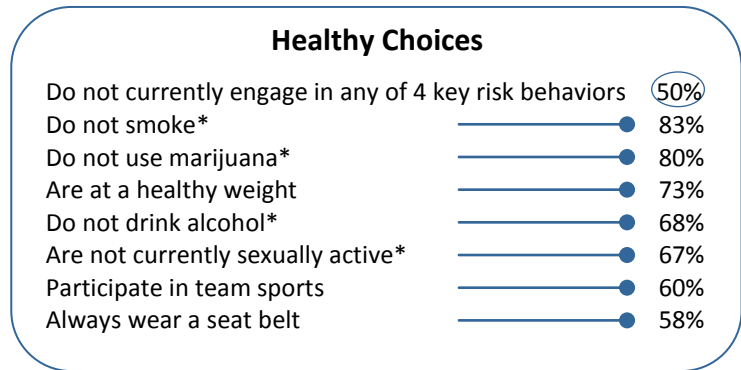 Healthy Choices
Do not currently engage in any of 4 key risk behaviors 50%
Do not smoke* 83%
Do not use marijuana* 80%
Are at a healthy weight 73%
Do not drink alcohol* 68%
Are not currently sexually active* 67%
Participate in team sports 60%
Always wear a seat belt 58%